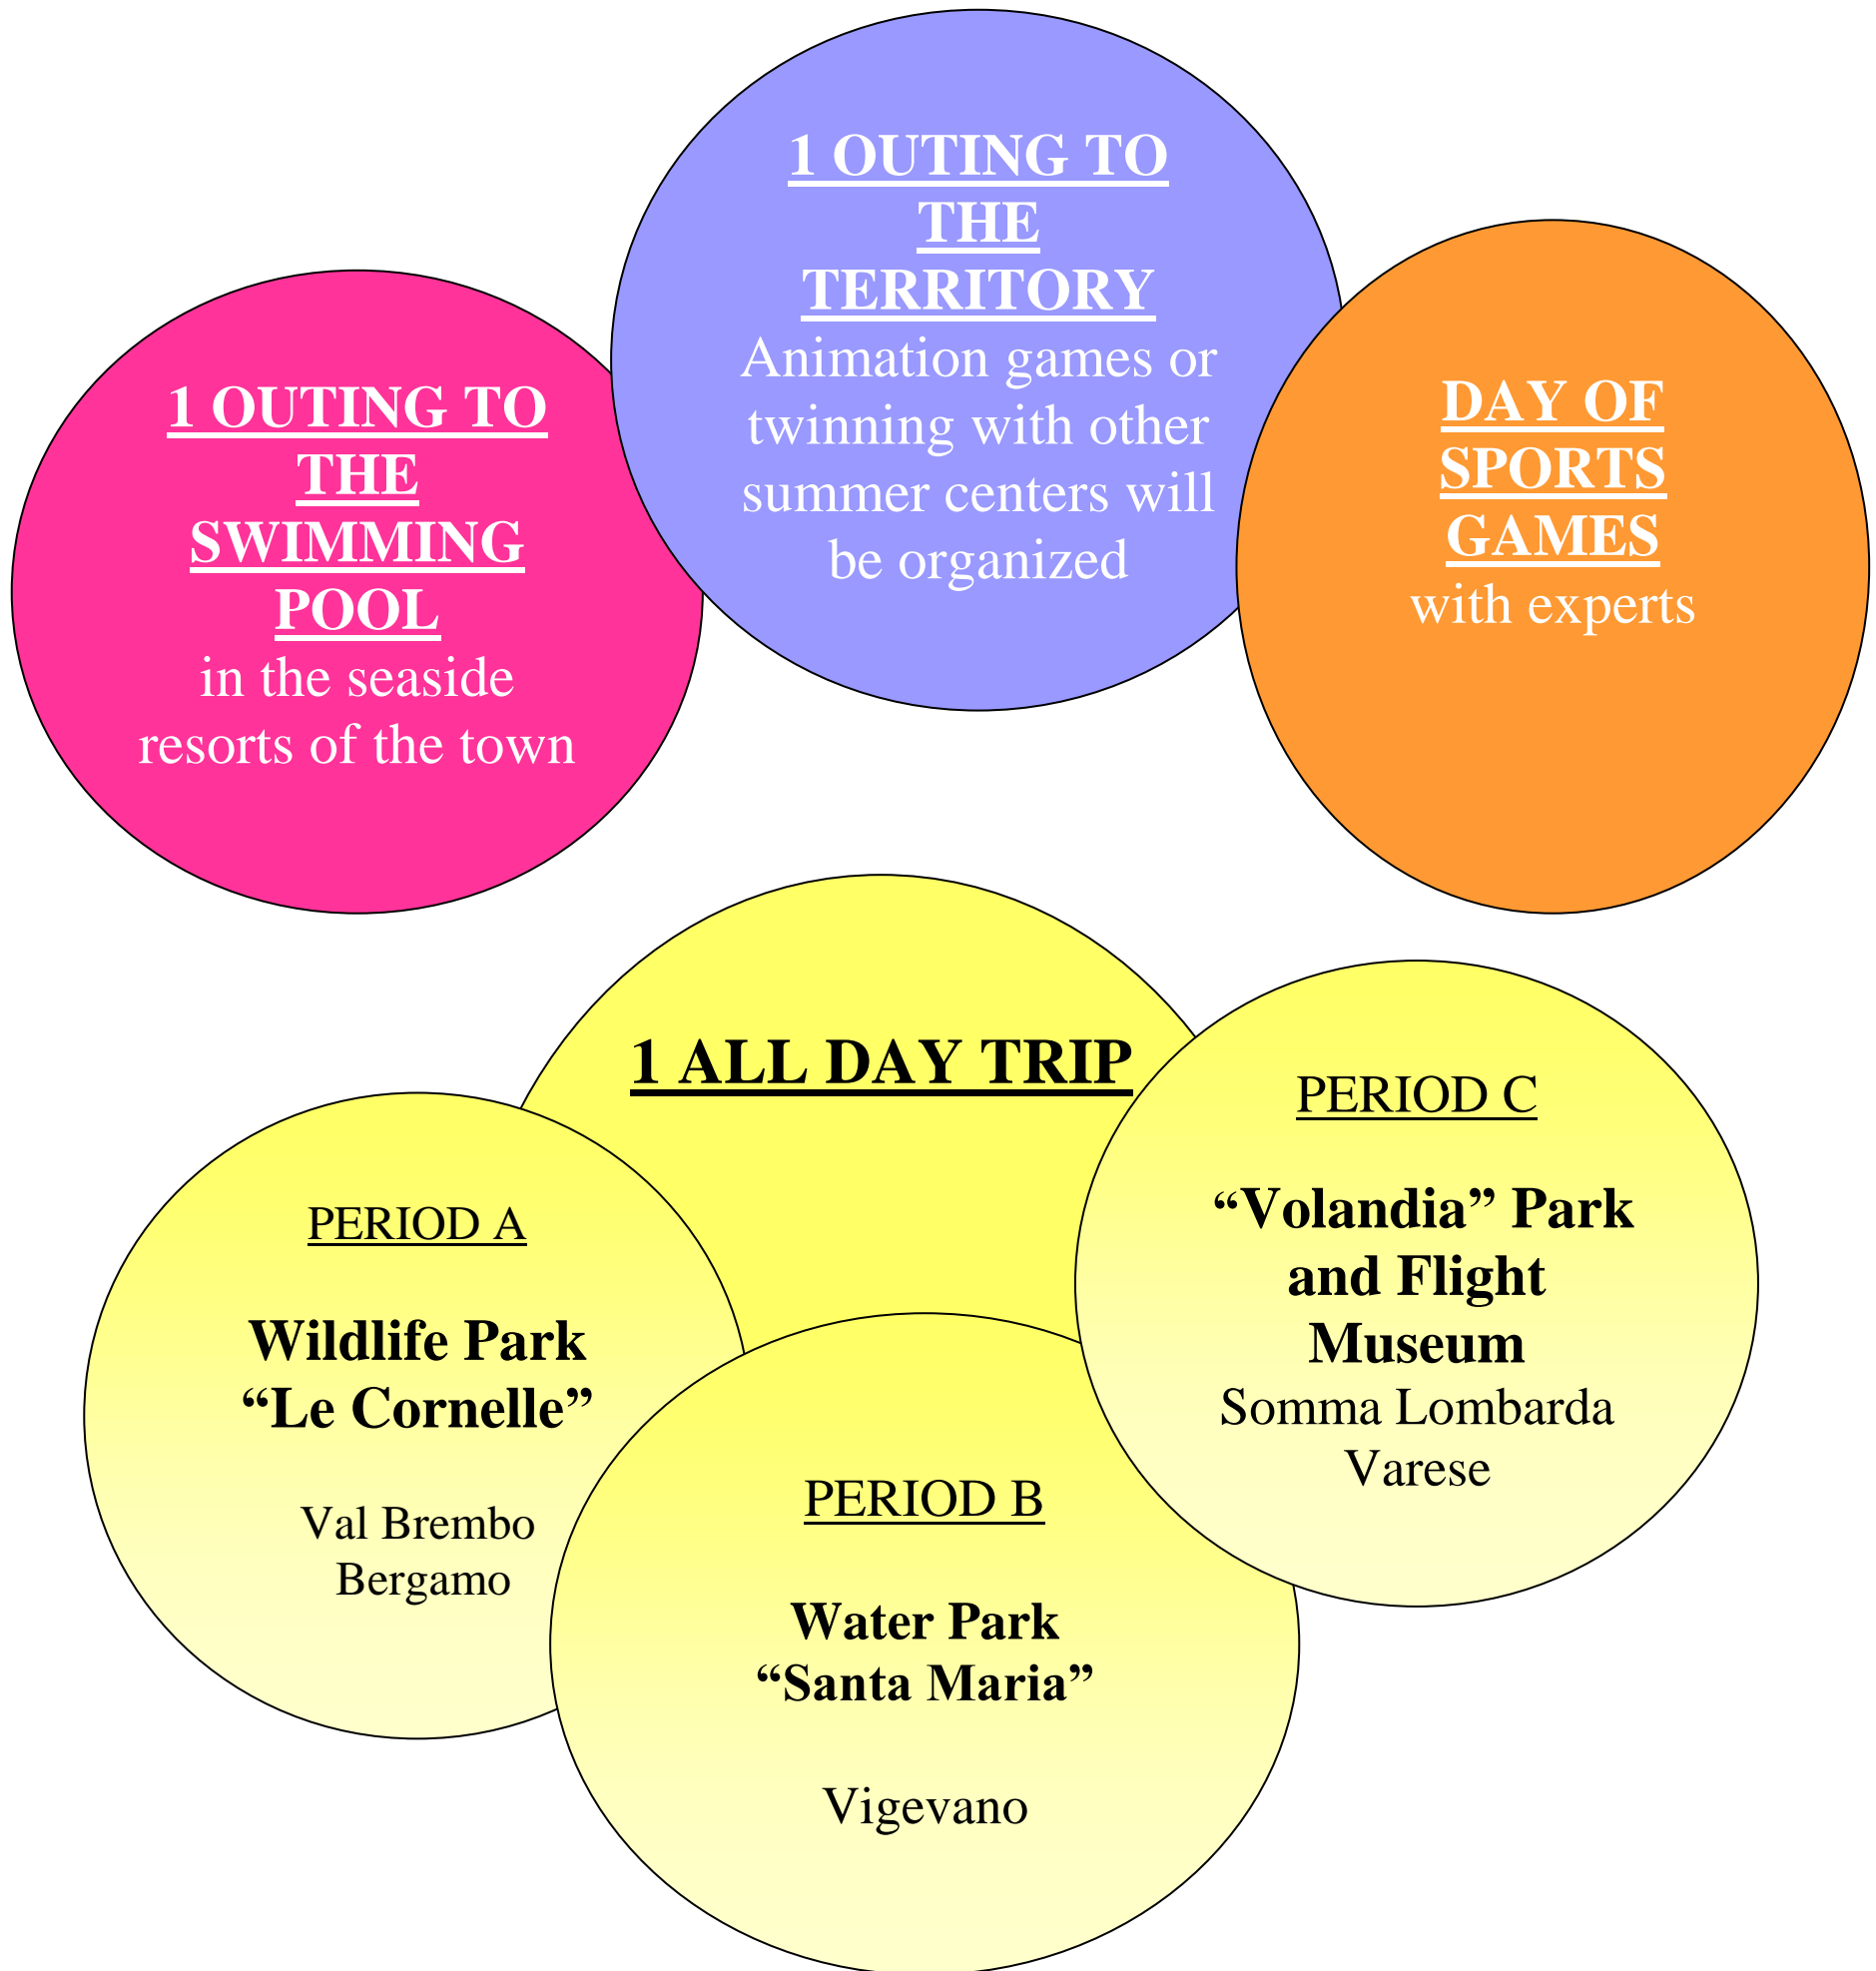 1 OUTING TO
THE
SWIMMING
POOL
in the seaside
resorts of the town
1 OUTING TO
THE
TERRITORY
Animation games or
twinning with other
summer centers will
be organized
DAY OF
SPORTS
GAMES
with experts
1 ALL DAY TRIP
PERIOD A
Wildlife Park
“Le Cornelle”
Val Brembo
Bergamo
PERIOD B
Water Park
“Santa Maria”
Vigevano
PERIOD C
“Volandia” Park
and Flight
Museum
Somma Lombarda
Varese